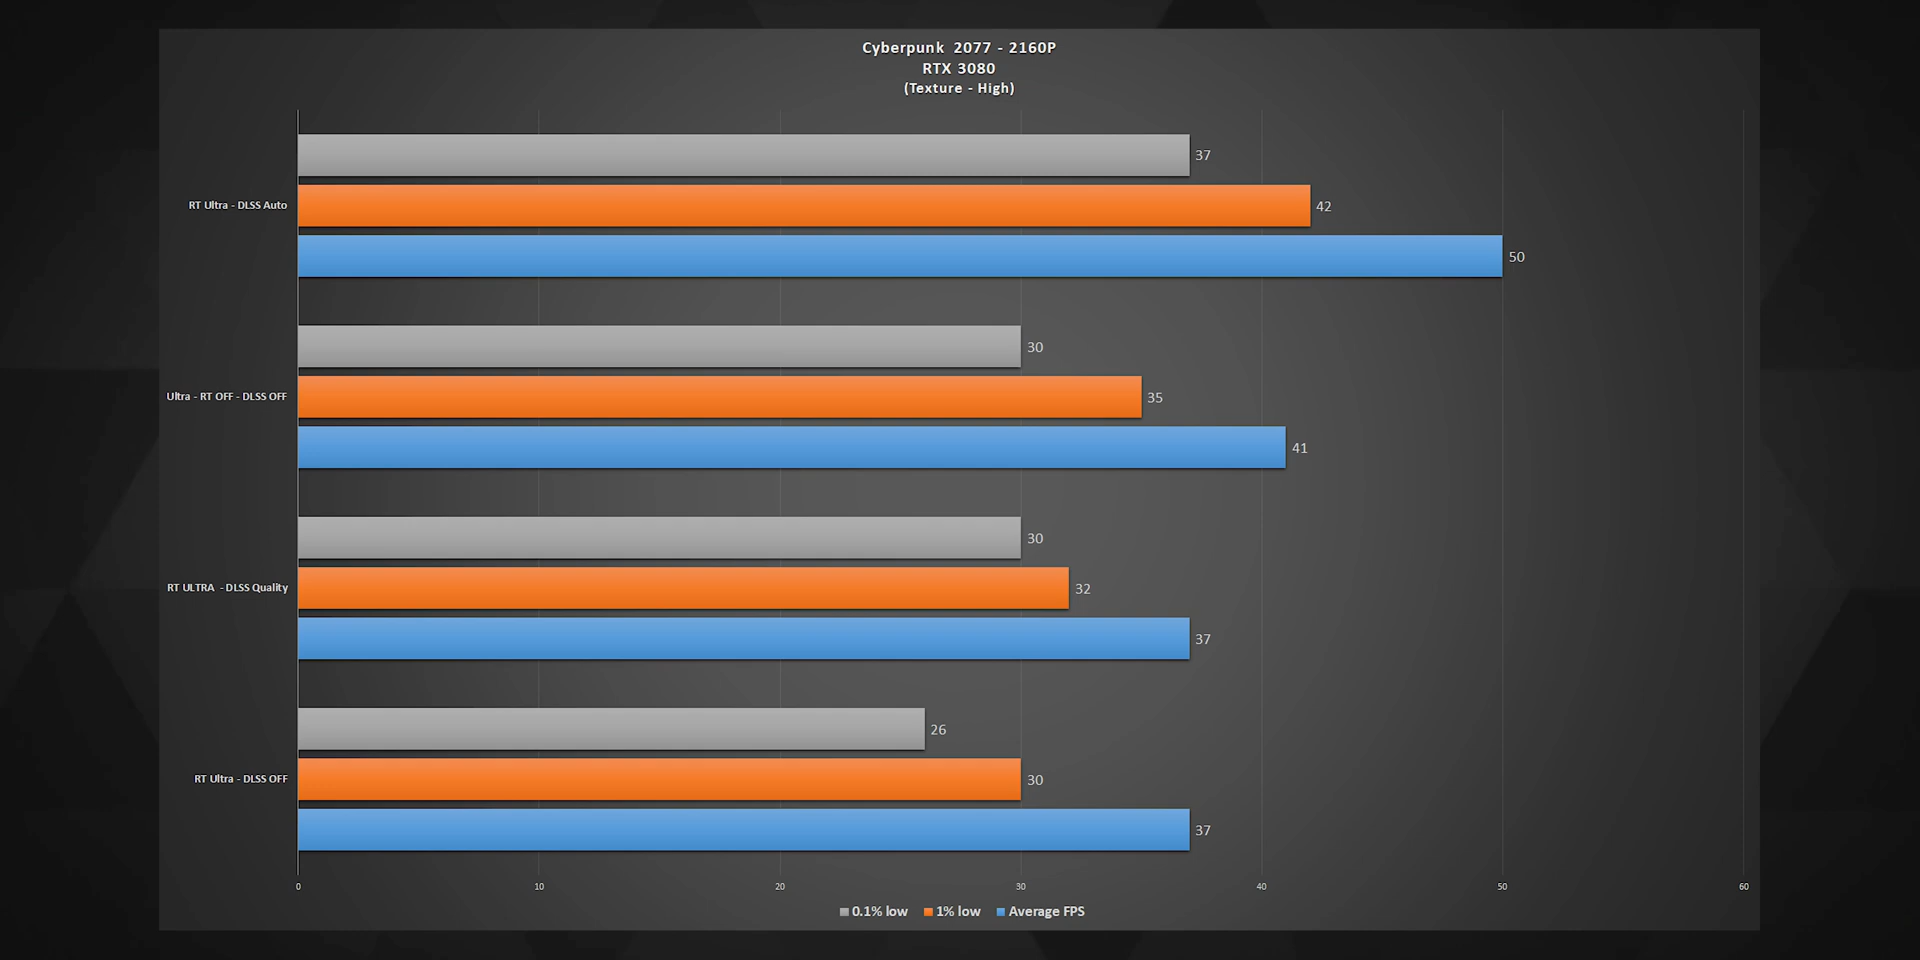 Cyberpunk 2077 - 2160P
RTX 3080
(Texture - High)
37
RT Ultra - DLSS Auto
42
50
30
Ultra - RT OFF - DLSS OFF
35
41
30
RT ULTRA - DLSS Quality
32
37
26
RT Ultra - DLSS OFF
30
37
0 10 20 30 40 50 60
0.1% low 1% low Average FPS